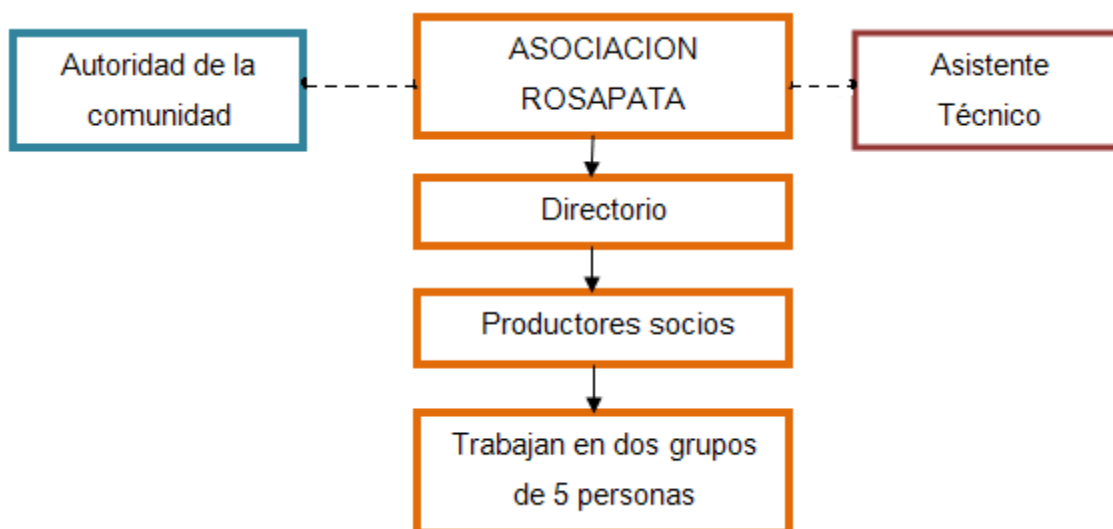 Autoridad de la
comunidad
ASOCIACION
ROSAPATA
Asistente
Técnico
Directorio
Productores socios
Trabajan en dos grupos
de 5 personas